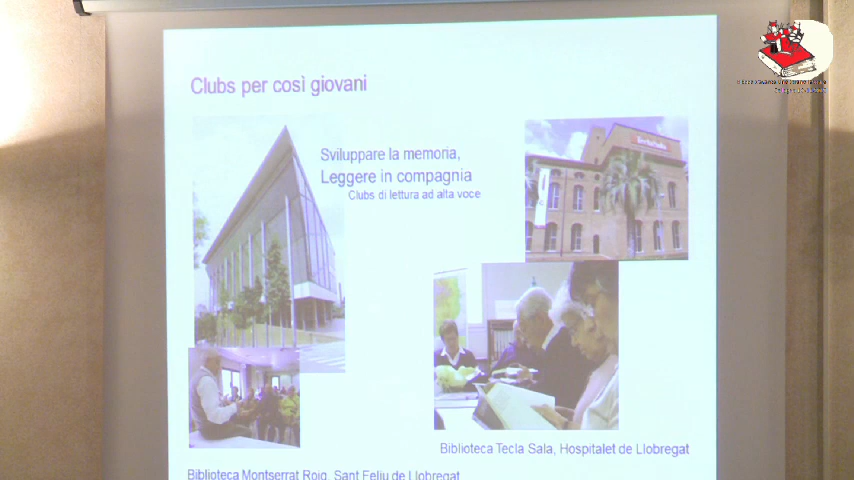 Clubs per così giovani
Sviluppare la memoria,
Leggere in compagnia
Clubs di lettura ad alta voce
TeclaSala
Biblioteca Tecla Sala, Hospitalet de Llobregat
Biblioteca Montserrat Roig, Sant Feliu de Llobregat